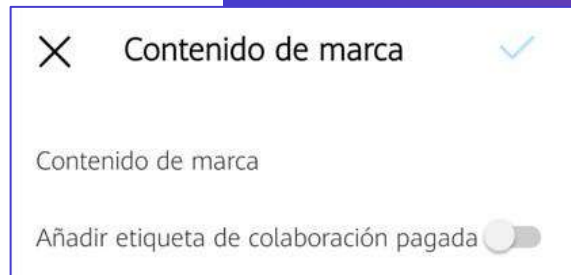 Contenido de marca
Contenido de marca
Añadir etiqueta de colaboración pagada